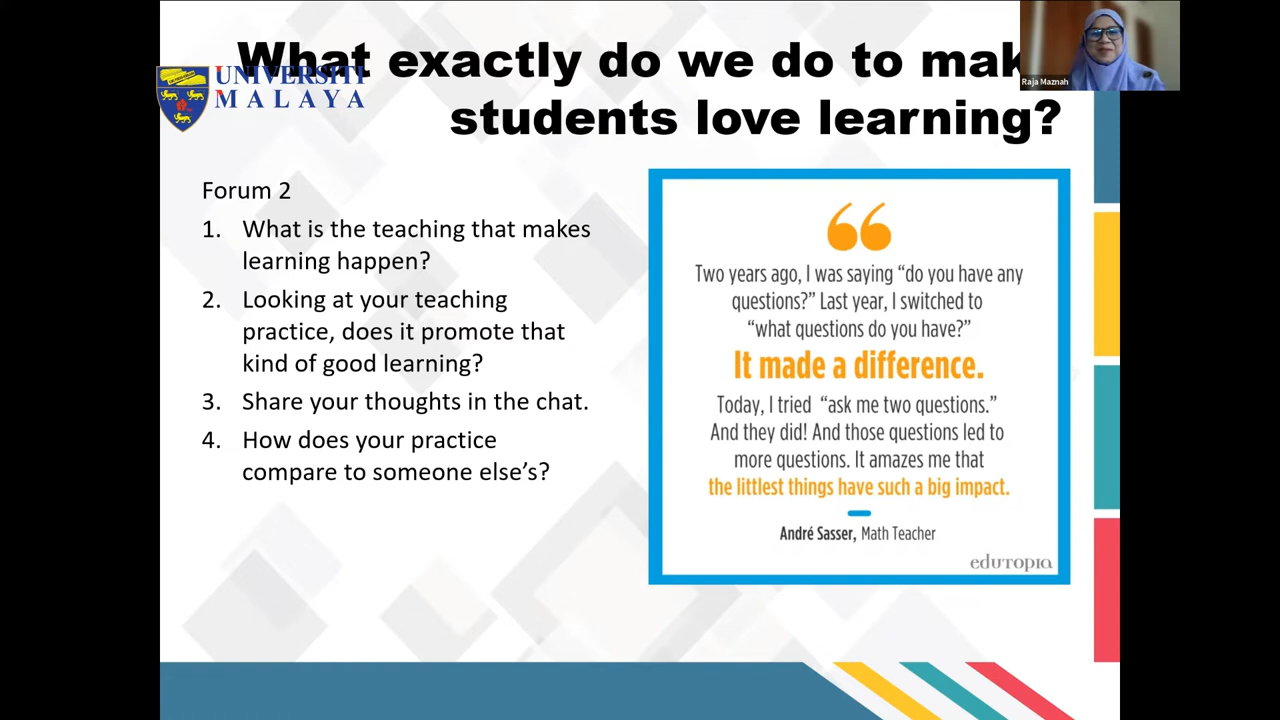 What exactly do we do to mak
students love learning?
UNIVERSITI
MALAYA
Raja Maznah
Forum 2
1. What is the teaching that makes
learning happen?
2. Looking at your teaching
practice, does it promote that
kind of good learning?
3. Share your thoughts in the chat.
4. How does your practice
compare to someone else’s?
Two years ago, I was saying “do you have any
questions?” Last year, I switched to
“what questions do you have?”
It made a difference.
Today, I tried “ask me two questions.”
And they did! And those questions led to
more questions. It amazes me that
the littlest things have such a big impact.
André Sasser, Math Teacher
edutopia